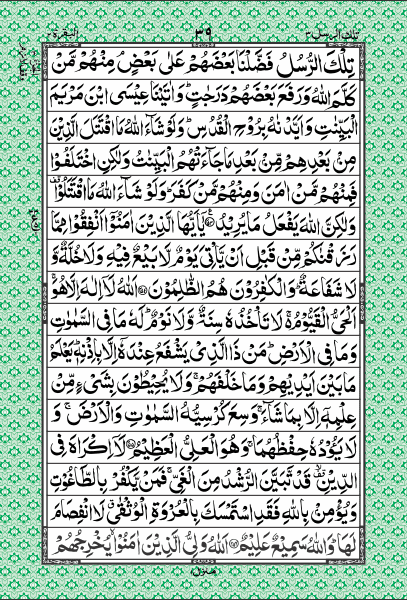 تلك الرسل ٣ ٣٩ البقرة ٢
تِلْكَ الرُّسُلُ فَضَّلْنَا بَعْضَهُمْ عَلٰى بَعْضٍ مِنْهُمْ مَّنْ
كَلَّمَ اللّٰهُ وَرَفَعَ بَعْضَهُمْ دَرَجٰتٍ وَاٰتَيْنَا عِيْسَى ابْنَ مَرْيَمَ
الْبَيِّنٰتِ وَاَيَّدْنٰهُ بِرُوْحِ الْقُدُسِ وَلَوْ شَآءَ اللّٰهُ مَا اقْتَتَلَ الَّذِيْنَ
مِنْ بَعْدِهِمْ مِّنْ بَعْدِ مَا جَآءَتْهُمُ الْبَيِّنٰتُ وَلٰكِنِ اخْتَلَفُوْا
فَمِنْهُمْ مَّنْ اٰمَنَ وَمِنْهُمْ مَّنْ كَفَرَ وَلَوْ شَآءَ اللّٰهُ مَا اقْتَتَلُوْا
وَلٰكِنَّ اللّٰهَ يَفْعَلُ مَا يُرِيْدُ يٰۤاَيُّهَا الَّذِيْنَ اٰمَنُوْۤا اَنْفِقُوْا مِمَّا
رَزَقْنٰكُمْ مِّنْ قَبْلِ اَنْ يَّاْتِيَ يَوْمٌ لَّا بَيْعٌ فِيْهِ وَلَا خُلَّةٌ وَّ
لَا شَفَاعَةٌ وَالْكٰفِرُوْنَ هُمُ الظّٰلِمُوْنَ اَللّٰهُ لَاۤ اِلٰهَ اِلَّا هُوَ
اَلْحَيُّ الْقَيُّوْمُ لَا تَاْخُذُهٗ سِنَةٌ وَّلَا نَوْمٌ لَهٗ مَا فِي السَّمٰوٰتِ
وَمَا فِي الْاَرْضِ مَنْ ذَا الَّذِيْ يَشْفَعُ عِنْدَهٗۤ اِلَّا بِاِذْنِهٖ يَعْلَمُ
مَا بَيْنَ اَيْدِيْهِمْ وَمَا خَلْفَهُمْ وَلَا يُحِيْطُوْنَ بِشَيْءٍ مِّنْ
عِلْمِهٖۤ اِلَّا بِمَا شَآءَ وَسِعَ كُرْسِيُّهُ السَّمٰوٰتِ وَالْاَرْضَ وَ
لَا يَـُٔوْدُهٗ حِفْظُهُمَا وَهُوَ الْعَلِيُّ الْعَظِيْمُ لَاۤ اِكْرَاهَ فِي
الدِّيْنِ قَدْ تَّبَيَّنَ الرُّشْدُ مِنَ الْغَيِّ فَمَنْ يَّكْفُرْ بِالطَّاغُوْتِ
وَيُؤْمِنْۢ بِاللّٰهِ فَقَدِ اسْتَمْسَكَ بِالْعُرْوَةِ الْوُثْقٰى لَا انْفِصَامَ
لَهَا وَاللّٰهُ سَمِيْعٌ عَلِيْمٌ اَللّٰهُ وَلِيُّ الَّذِيْنَ اٰمَنُوْا يُخْرِجُهُمْ